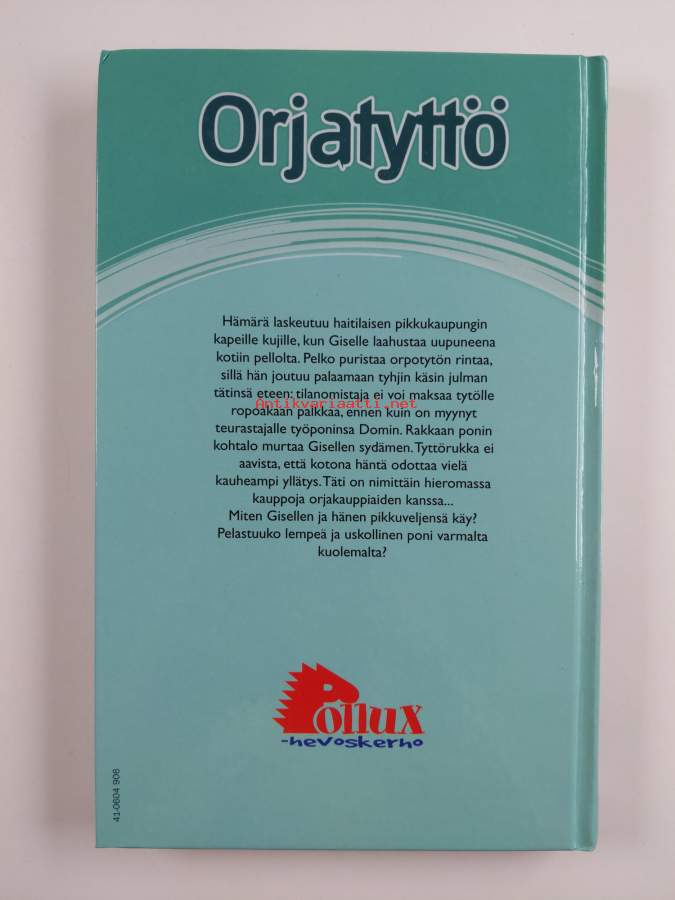 Orjatyttö
Hämärä laskeutuu haitilaisen pikkukaupungin
kapeille kujille, kun Giselle laahustaa uupuneena
kotiin pellolta. Pelko puristaa orpotytön rintaa,
sillä hän joutuu palaamaan tyhjin käsin julman
tätinsä eteen: tilanomistaja ei voi maksaa tytölle
Antikvariaatti.net
ropoakaan palkkaa, ennen kuin on myynyt
teurastajalle työponinsa Domin. Rakkaan ponin
kohtalo murtaa Gisellen sydämen. Tyttörukka ei
aavista, että kotona häntä odottaa vielä
kauheampi yllätys. Täti on nimittäin hieromassa
kauppoja orjakauppiaiden kanssa...
Miten Gisellen ja hänen pikkuveljensä käy?
Pelastuuko lempeä ja uskollinen poni varmalta
kuolemalta?
Pollux
-hevoskerho
41-0604 906